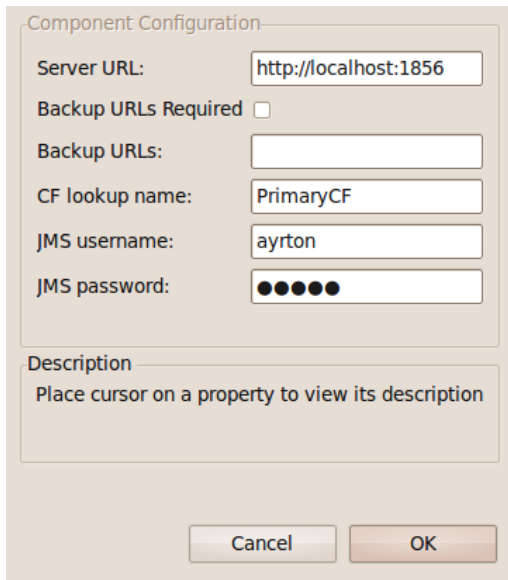 Component Configuration
Server URL: http://localhost:1856
Backup URLs Required
Backup URLs:
CF lookup name: PrimaryCF
JMS username: ayrton
JMS password: ●●●●●
Description
Place cursor on a property to view its description
Cancel OK